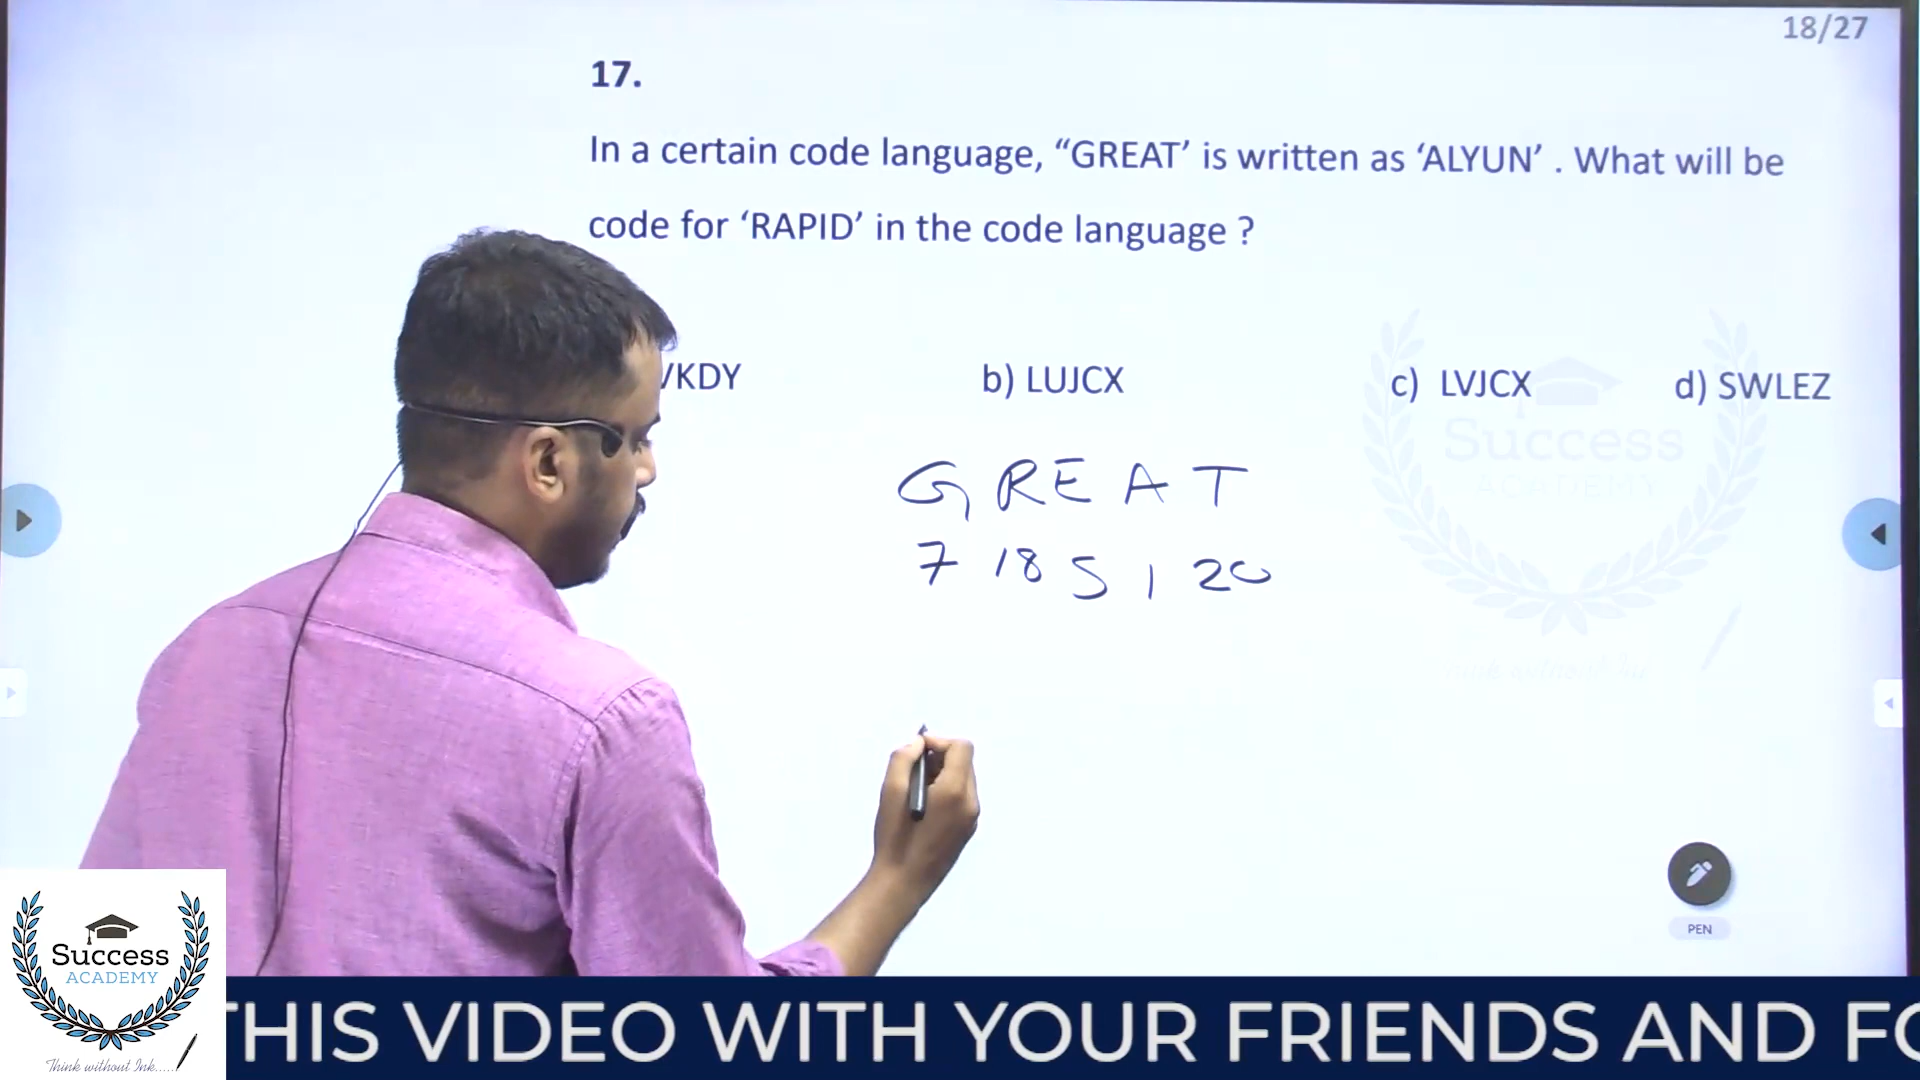 18/27
17.
In a certain code language, “GREAT’ is written as ‘ALYUN’ . What will be
code for ‘RAPID’ in the code language ?
VKDY b) LUJCX c) LVJCX d) SWLEZ
G R E A T
7 18 5 1 20
Success
ACADEMY
PEN
Success
ACADEMY
Think without Ink.....
THIS VIDEO WITH YOUR FRIENDS AND FO